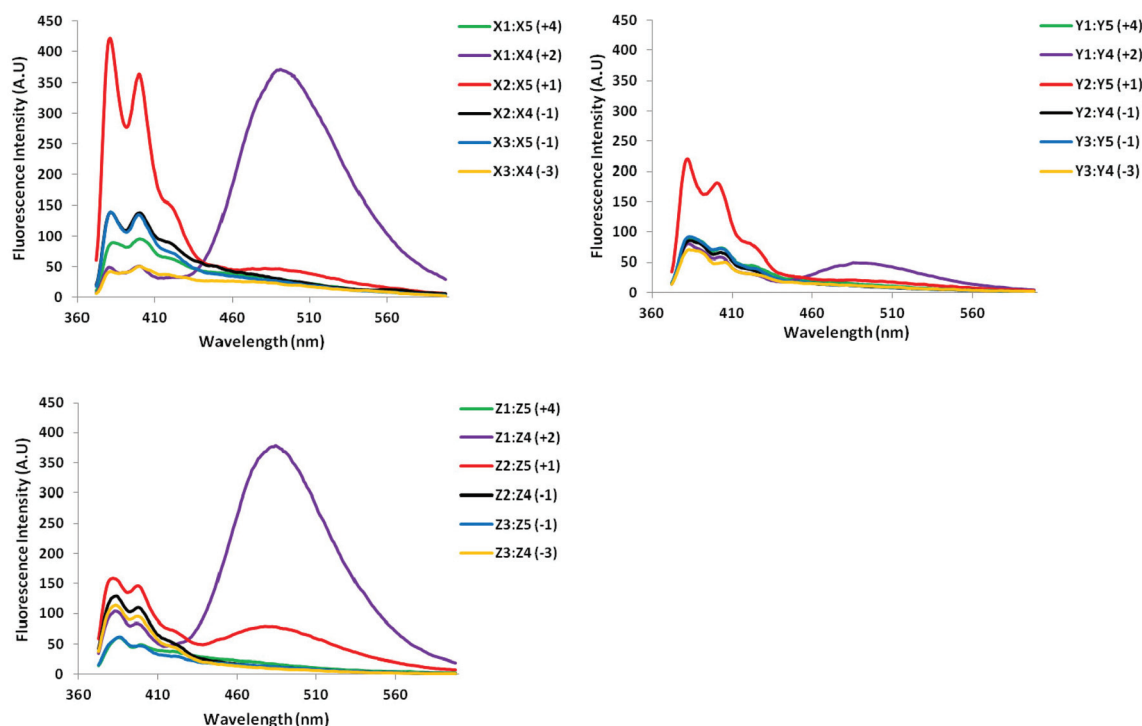 Fluorescence Intensity (A.U)
450
400
350
300
250
200
150
100
50
0
360
410
460
510
560
Wavelength (nm)
X1:X5 (+4)
X1:X4 (+2)
X2:X5 (+1)
X2:X4 (-1)
X3:X5 (-1)
X3:X4 (-3)
Fluorescence Intensity (A.U)
450
400
350
300
250
200
150
100
50
0
360
410
460
510
560
Wavelength (nm)
Y1:Y5 (+4)
Y1:Y4 (+2)
Y2:Y5 (+1)
Y2:Y4 (-1)
Y3:Y5 (-1)
Y3:Y4 (-3)
Fluorescence Intensity (A.U)
450
400
350
300
250
200
150
100
50
0
360
410
460
510
560
Wavelength (nm)
Z1:Z5 (+4)
Z1:Z4 (+2)
Z2:Z5 (+1)
Z2:Z4 (-1)
Z3:Z5 (-1)
Z3:Z4 (-3)